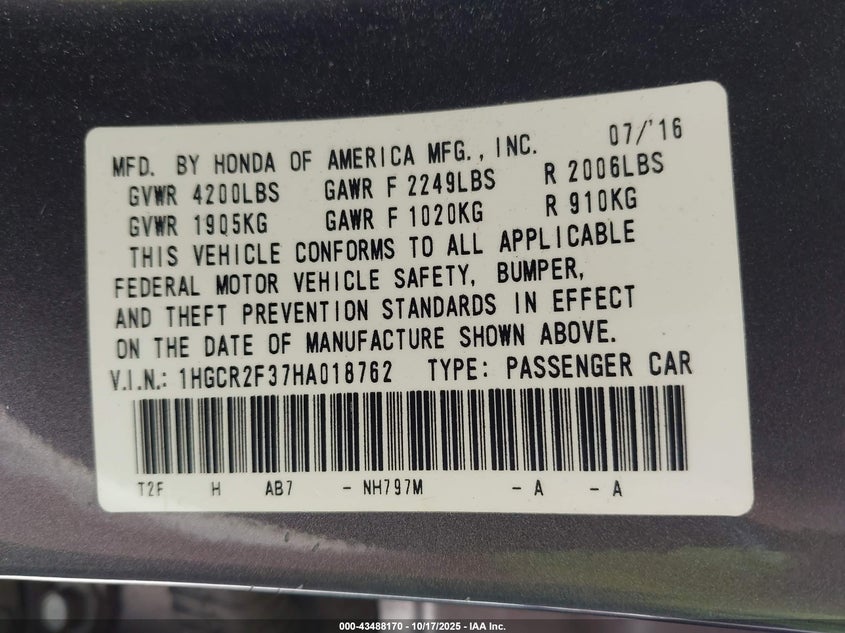 MFD. BY HONDA OF AMERICA MFG., INC. 07/'16
GVWR 4200LBS GAWR F 2249LBS R 2006LBS
GVWR 1905KG GAWR F 1020KG R 910KG
THIS VEHICLE CONFORMS TO ALL APPLICABLE
FEDERAL MOTOR VEHICLE SAFETY, BUMPER,
AND THEFT PREVENTION STANDARDS IN EFFECT
ON THE DATE OF MANUFACTURE SHOWN ABOVE.
V.I.N.: 1HGCR2F37HA018762 TYPE: PASSENGER CAR
T2F H AB7 - NH797M - A - A
000-43488170 - 10/17/2025 - IAA Inc.